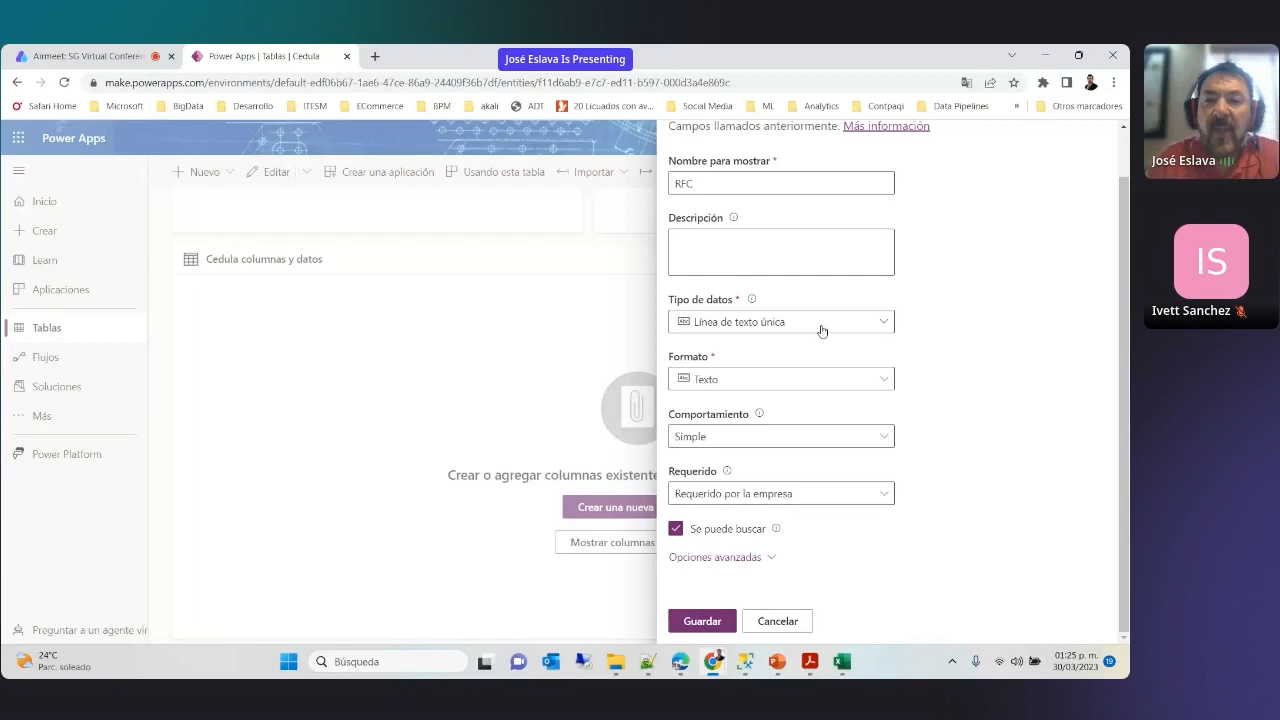 José Eslava Is Presenting
Airmeet: SG Virtual Conferen
Power Apps | Tablas | Cedula
make.powerapps.com/environments/default-edf06b67-1ae6-47ce-86a9-24409f36b7df/entities/f11d6ab9-e7c7-ed11-b597-000d3a4e869c
Safari Home
Microsoft
BigData
Desarrollo
ITESM
ECommerce
BPM
akali
ADT
20 Licuados con av...
Social Media
ML
Analytics
Contpaqi
Data Pipelines
»
Otros marcadores
Power Apps
Nuevo
Editar
Crear una aplicación
Usando esta tabla
Importar
Inicio
Crear
Learn
Aplicaciones
Tablas
Flujos
Soluciones
Más
Power Platform
Preguntar a un agente vir
Cedula columnas y datos
Crear o agregar columnas existente
Crear una nueva
Mostrar columnas
Campos llamados anteriormente. Más información
Nombre para mostrar *
RFC
Descripción
Tipo de datos *
Abc Línea de texto única
Formato *
Abc Texto
Comportamiento
Simple
Requerido
Requerido por la empresa
Se puede buscar
Opciones avanzadas
Guardar
Cancelar
24°C
Parc. soleado
Búsqueda
01:25 p. m.
30/03/2023
19
José Eslava
IS
Ivett Sanchez